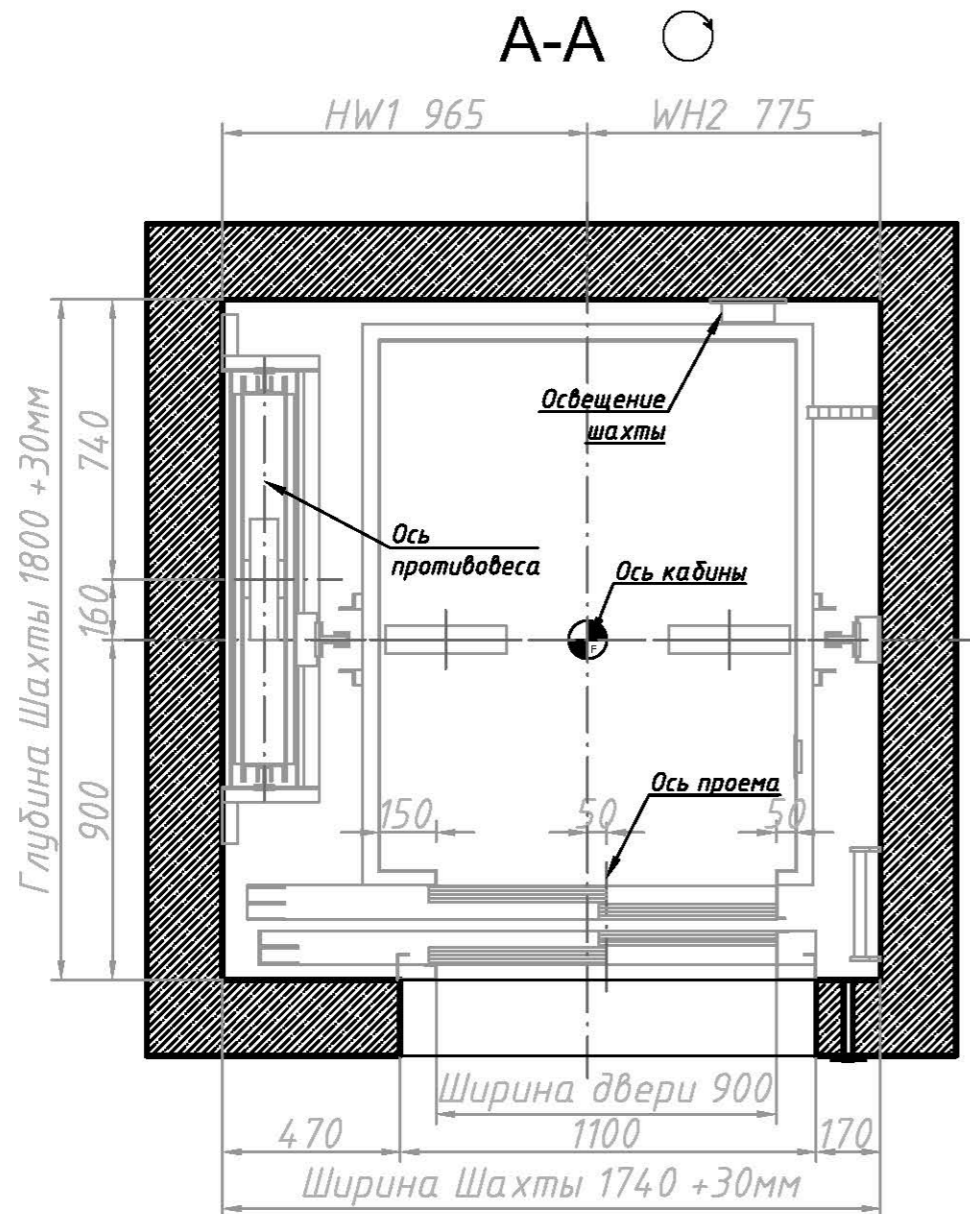 А-А
HW1 965
WH2 775
Освещение
шахты
Глубина Шахты 1800 +30мм
740
160
900
Ось
противовеса
Ось кабины
F
Ось проема
150
50
50
Ширина двери 900
470
1100
170
Ширина Шахты 1740 +30мм